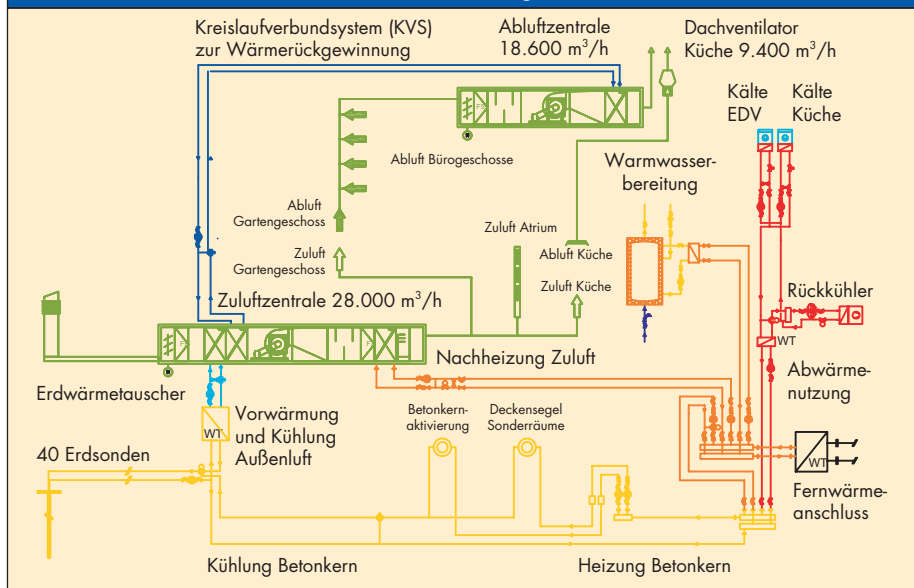 Kreislaufverbundsystem (KVS)
zur Wärmerückgewinnung
Abluftzentrale
18.600 m³/h
Dachventilator
Küche 9.400 m³/h
Kälte
EDV
Kälte
Küche
Abluft Bürogeschosse
Warmwasser-
bereitung
Abluft
Gartengeschoss
Zuluft
Gartengeschoss
Zuluft Atrium
Abluft Küche
Zuluft Küche
Zuluftzentrale 28.000 m³/h
Rückkühler
WT
Erdwärmetauscher
Nachheizung Zuluft
Abwärme-
nutzung
Vorwärmung
und Kühlung
Außenluft
WT
Betonkern-
aktivierung
Deckensegel
Sonderräume
40 Erdsonden
WT
Fernwärme-
anschluss
Kühlung Betonkern
Heizung Betonkern